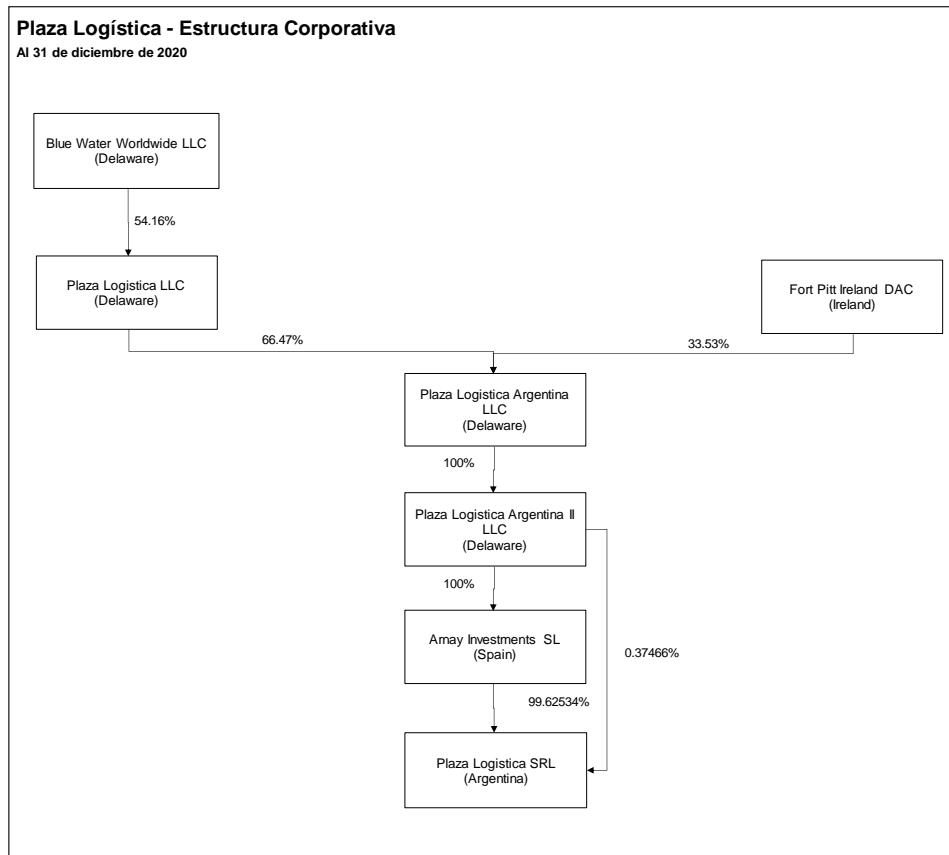 Plaza Logística - Estructura Corporativa
Al 31 de diciembre de 2020
Blue Water Worldwide LLC
(Delaware)
54.16%
Plaza Logistica LLC
(Delaware)
Fort Pitt Ireland DAC
(Ireland)
66.47%
33.53%
Plaza Logistica Argentina
LLC
(Delaware)
100%
Plaza Logistica Argentina II
LLC
(Delaware)
100%
Arnay Investments SL
(Spain)
0.37466%
99.62534%
Plaza Logistica SRL
(Argentina)